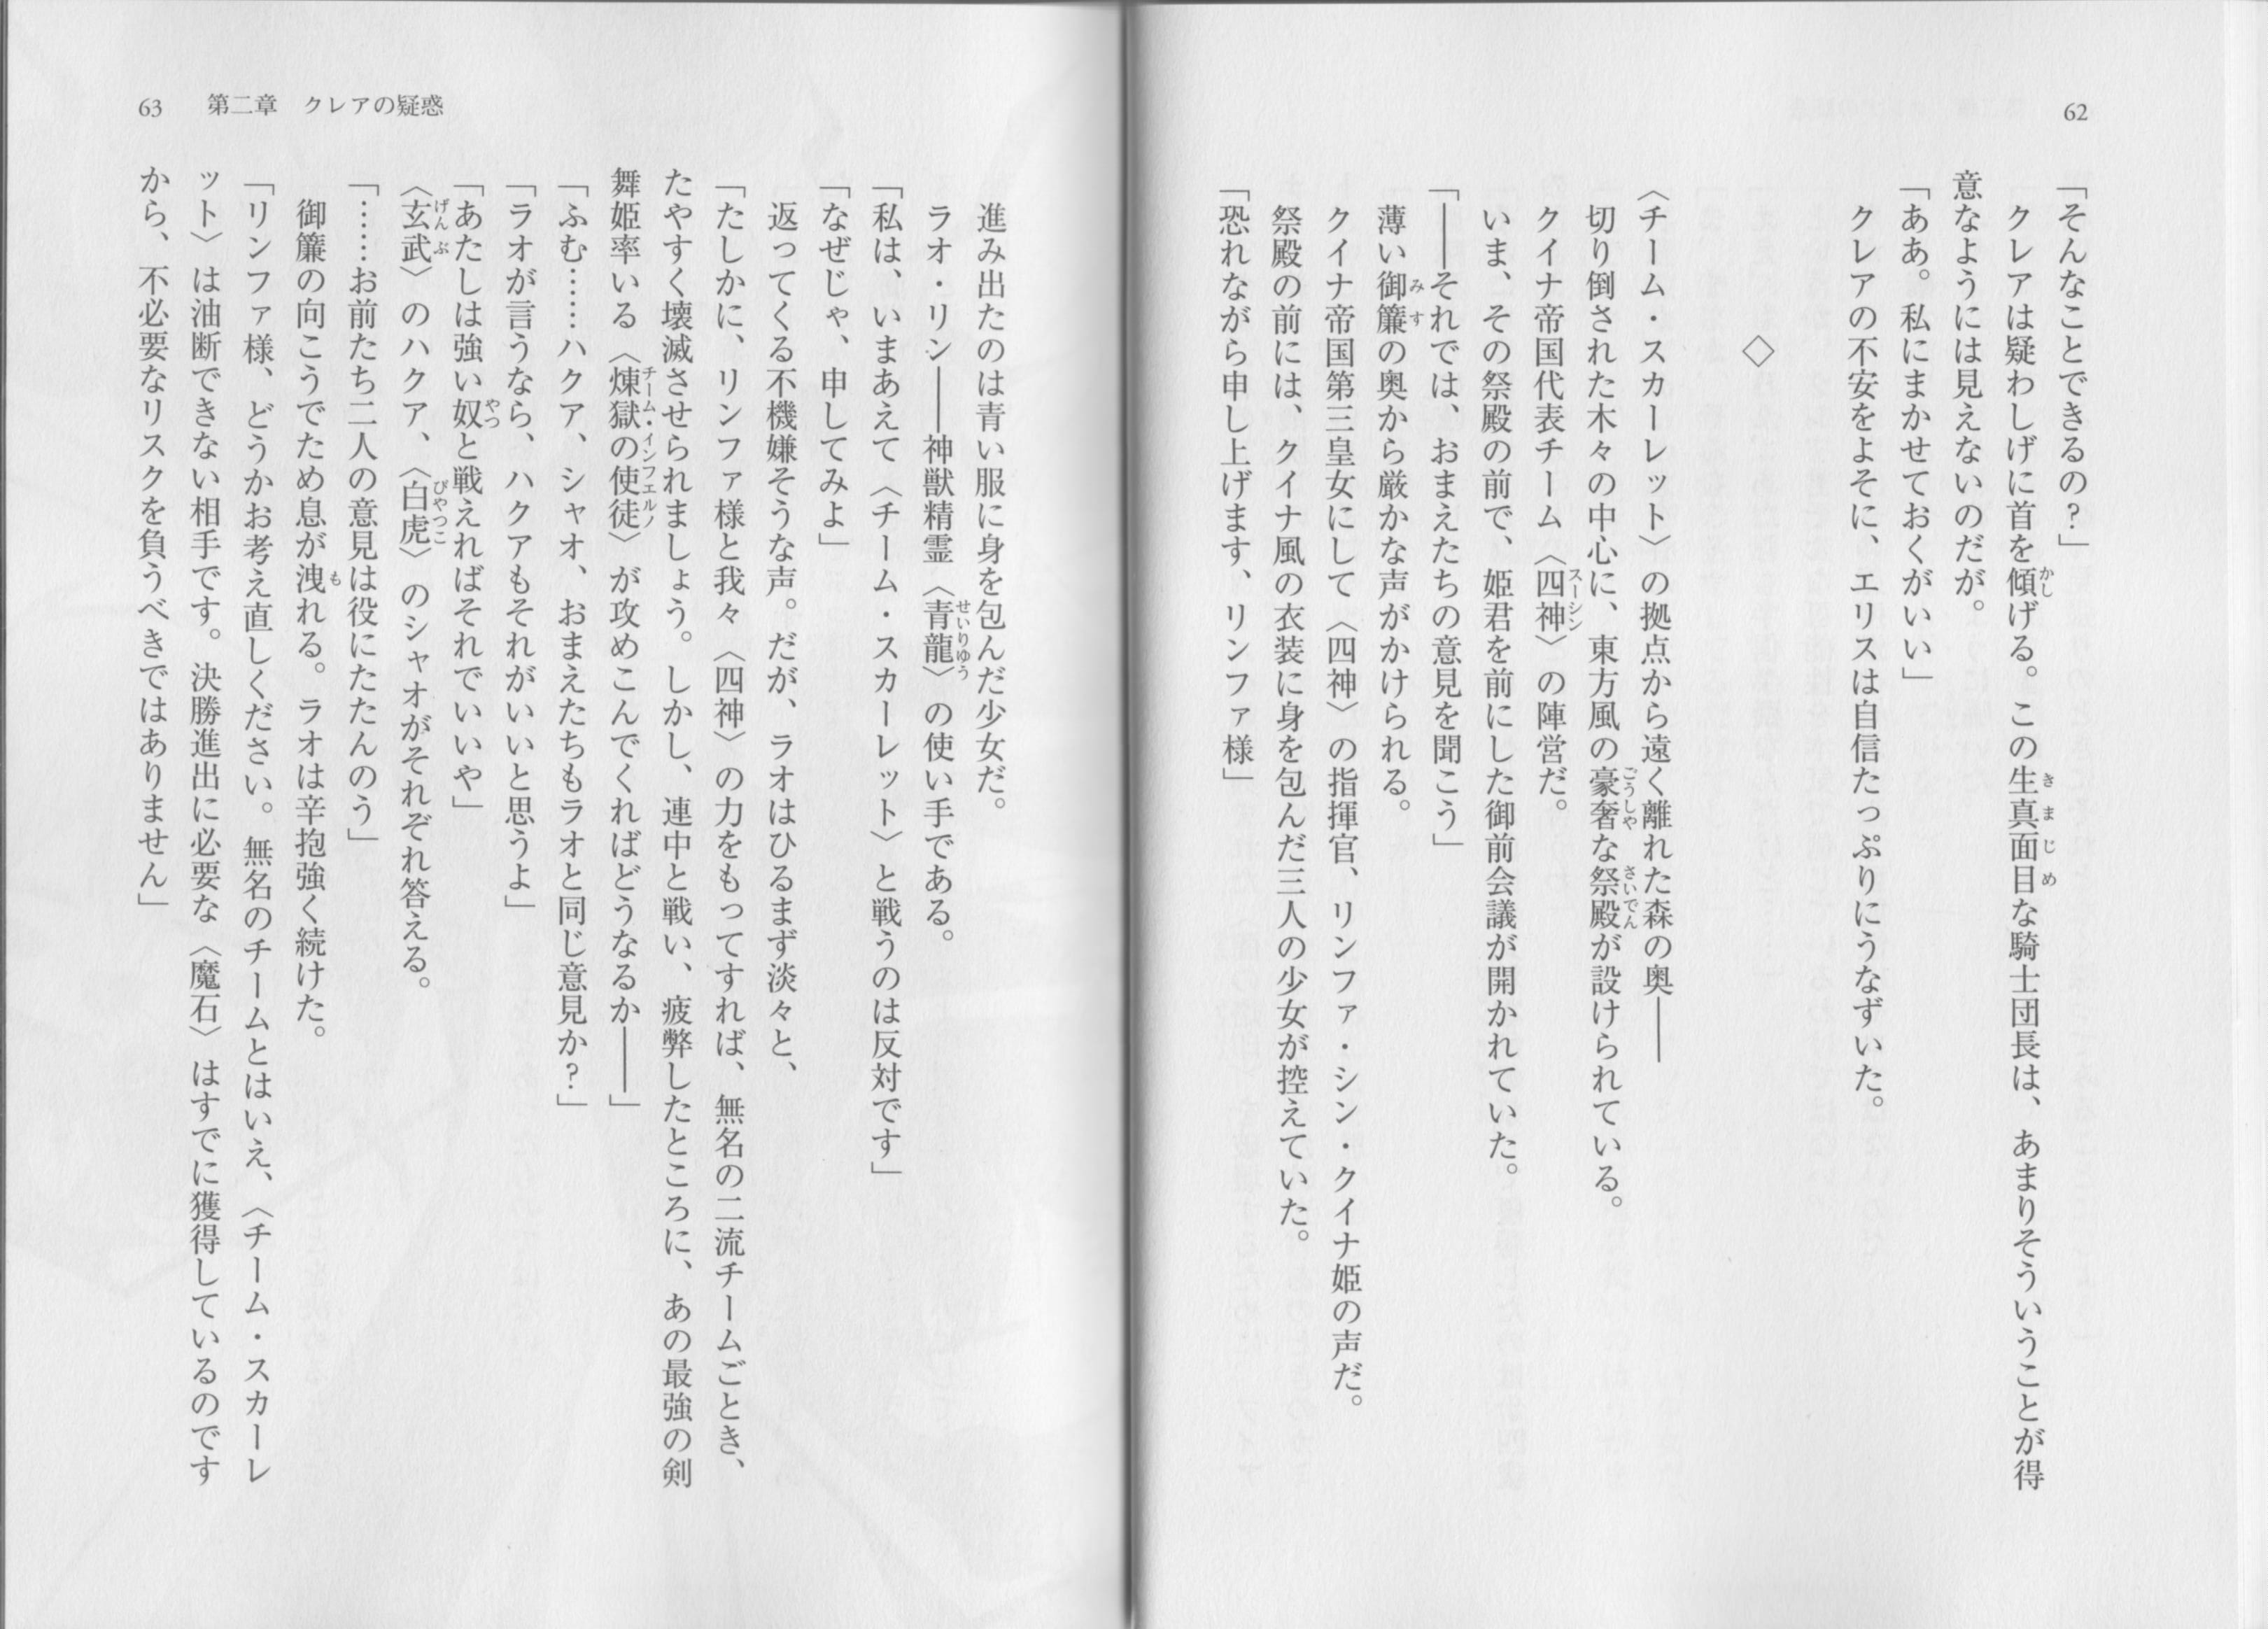 62
「そんなことできるの?」
クレアは疑わしげに首を傾げる。この生真面目な騎士団長は、あまりそういうことが得
意なようには見えないのだが。
「ああ。私にまかせておくがいい」
クレアの不安をよそに、エリスは自信たっぷりにうなずいた。
◇
〈チーム・スカーレット〉の拠点から遠く離れた森の奥――
切り倒された木々の中心に、東方風の豪奢な祭殿が設けられている。
クイナ帝国代表チーム〈四神〉の陣営だ。
いま、その祭殿の前で、姫君を前にした御前会議が開かれていた。
「――それでは、おまえたちの意見を聞こう」
薄い御簾の奥から厳かな声がかけられる。
クイナ帝国第三皇女にして〈四神〉の指揮官、リンファ・シン・クイナ姫の声だ。
祭殿の前には、クイナ風の衣装に身を包んだ三人の少女が控えていた。
「恐れながら申し上げます、リンファ様」
63 第二章 クレアの疑惑
進み出たのは青い服に身を包んだ少女だ。
ラオ・リン――神獣精霊〈青龍〉の使い手である。
「私は、いまあえて〈チーム・スカーレット〉と戦うのは反対です」
「なぜじゃ、申してみよ」
返ってくる不機嫌そうな声。だが、ラオはひるまず淡々と、
「たしかに、リンファ様と我々〈四神〉の力をもってすれば、無名の二流チームごとき、
たやすく壊滅させられましょう。しかし、連中と戦い、疲弊したところに、あの最強の剣
舞姫率いる〈煉獄の使徒〉が攻めこんでくればどうなるか――」
「ふむ……ハクア、シャオ、おまえたちもラオと同じ意見か?」
「ラオが言うなら、ハクアもそれがいいと思うよ」
「あたしは強い奴と戦えればそれでいいや」
〈玄武〉のハクア、〈白虎〉のシャオがそれぞれ答える。
「……お前たち二人の意見は役にたたんのう」
御簾の向こうでため息が洩れる。ラオは辛抱強く続けた。
「リンファ様、どうかお考え直しください。無名のチームとはいえ、〈チーム・スカーレ
ット〉は油断できない相手です。決勝進出に必要な〈魔石〉はすでに獲得しているのです
から、不必要なリスクを負うべきではありません」